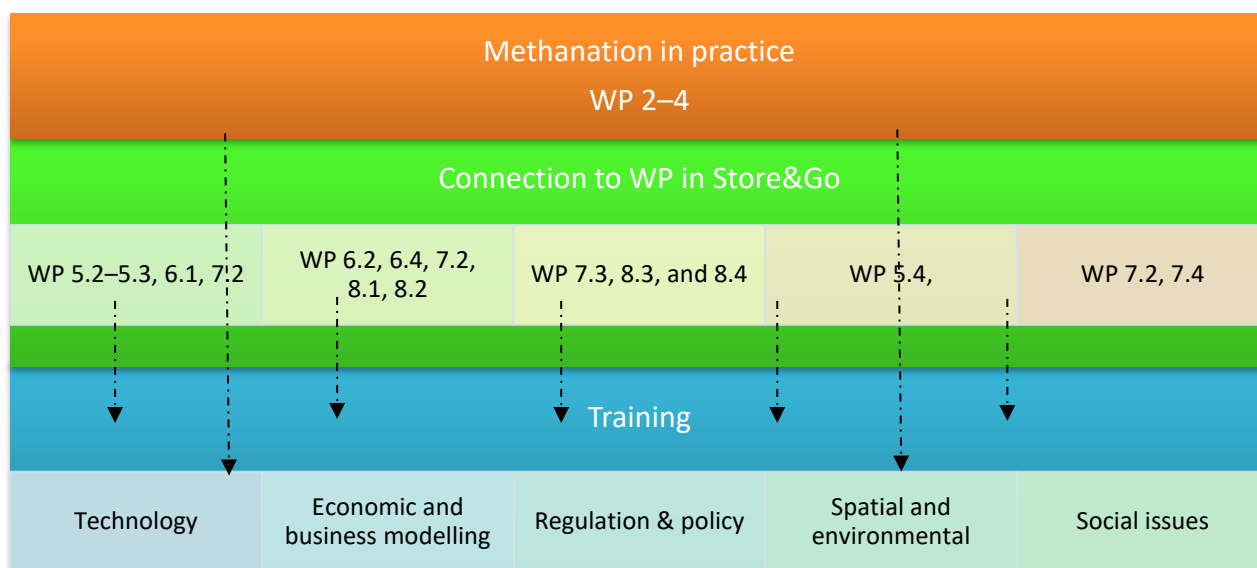 Methanation in practice
WP 2–4
Connection to WP in Store&Go
WP 5.2–5.3, 6.1, 7.2
WP 6.2, 6.4, 7.2,
8.1, 8.2
WP 7.3, 8.3, and 8.4
WP 5.4,
WP 7.2, 7.4
Training
Technology
Economic and
business modelling
Regulation & policy
Spatial and
environmental
Social issues